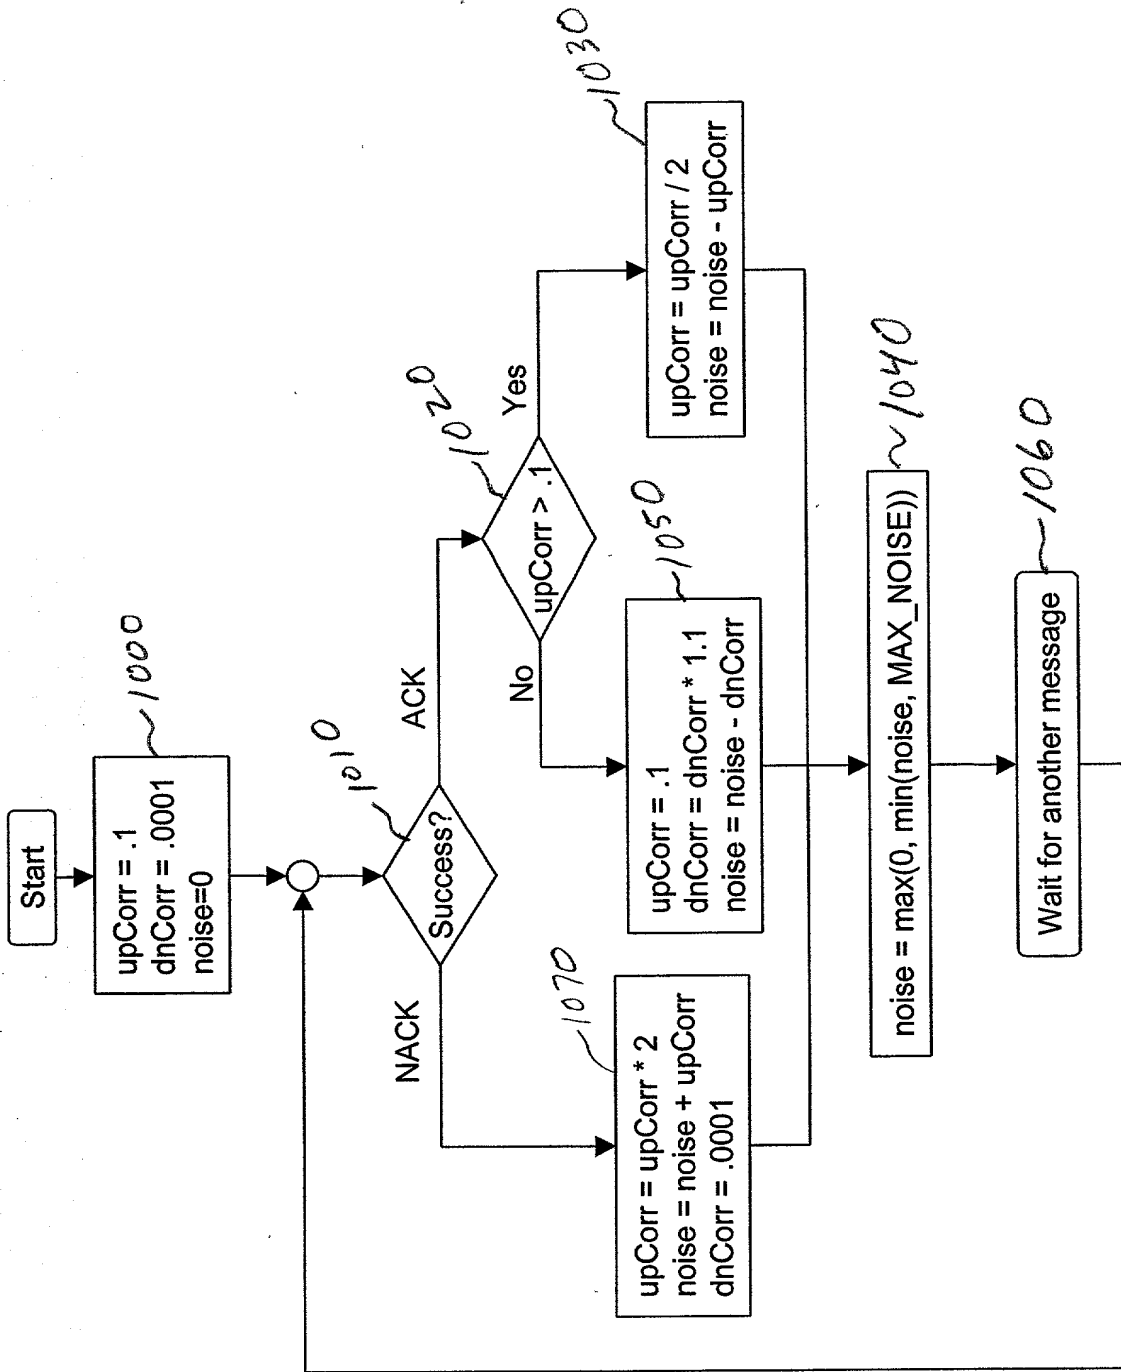 Start
1000
upCorr = .1
dnCorr = .0001
noise=0
1010
Success?
NACK
ACK
1020
upCorr > .1
No
Yes
1070
upCorr = upCorr * 2
noise = noise + upCorr
dnCorr = .0001
1050
upCorr = .1
dnCorr = dnCorr * 1.1
noise = noise - dnCorr
1030
upCorr = upCorr / 2
noise = noise - upCorr
1040
noise = max(0, min(noise, MAX_NOISE))
1060
Wait for another message